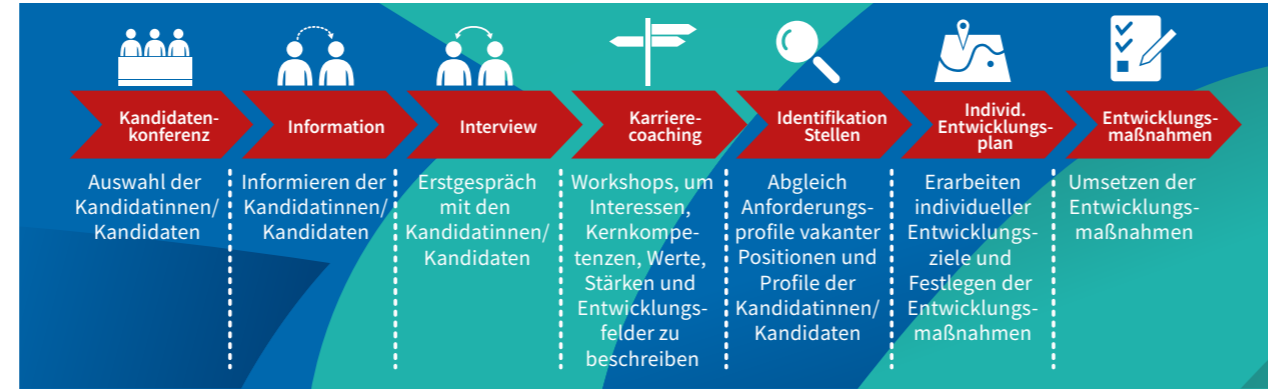 Kandidaten-
konferenz
Information
Interview
Karriere-
coaching
Identifikation
Stellen
Individ.
Entwicklungs-
plan
Entwicklungs-
maßnahmen
Auswahl der
Kandidatinnen/
Kandidaten
Informieren der
Kandidatinnen/
Kandidaten
Erstgespräch
mit den
Kandidatinnen/
Kandidaten
Workshops, um
Interessen,
Kernkompe-
tenzen, Werte,
Stärken und
Entwicklungs-
felder zu
beschreiben
Abgleich
Anforderungs-
profile vakanter
Positionen und
Profile der
Kandidatinnen/
Kandidaten
Erarbeiten
individueller
Entwicklungs-
ziele und
Festlegen der
Entwicklungs-
maßnahmen
Umsetzen der
Entwicklungs-
maßnahmen